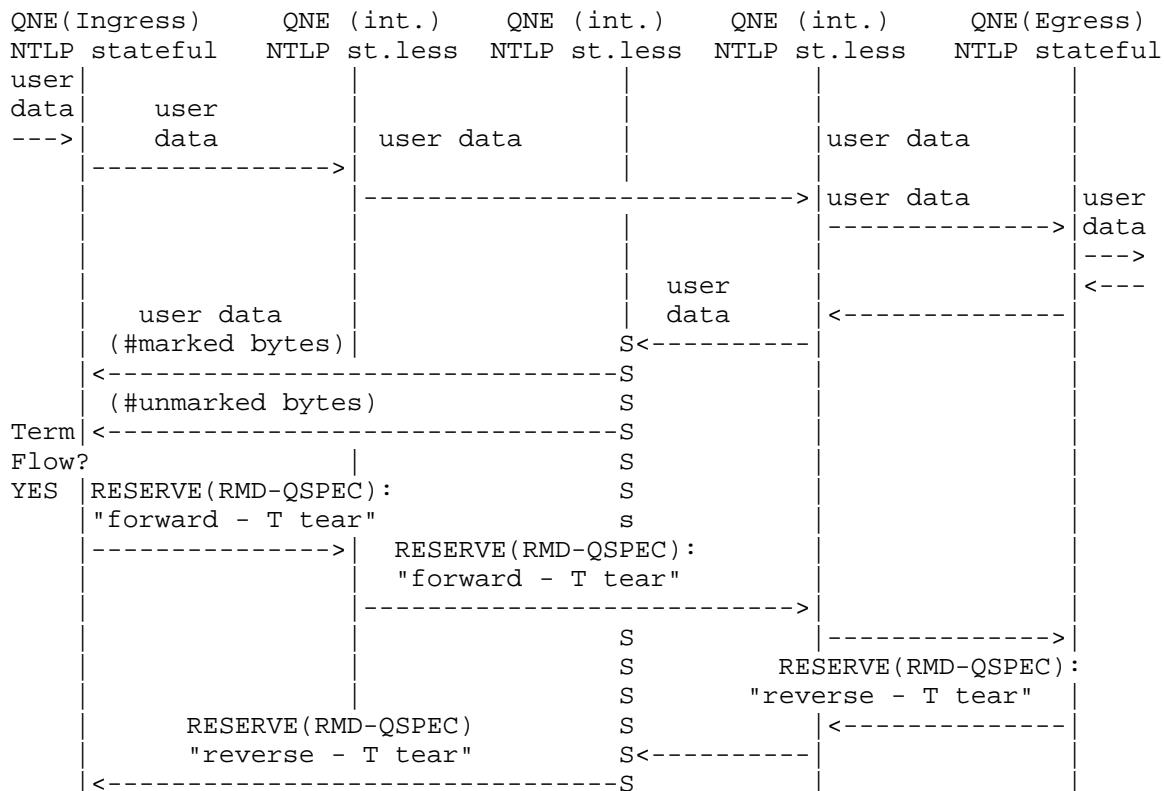 QNE(Ingress)    QNE (int.)    QNE (int.)    QNE (int.)    QNE(Egress)
NTLP stateful  NTLP st.less  NTLP st.less  NTLP st.less  NTLP stateful
user|                |                |           |                |
data|    user        |                |           |                |
--->|    data        | user data      |           |user data       |
    |--------------->|                |           |                |
    |                |--------------------------->|user data       |user
    |                |                |           |--------------->|data
    |                |                |           |                |--->
    |                |                |  user     |                |<---
    |   user data    |                |  data     |<---------------|
    | (#marked bytes)|                S<----------|                |
    |<--------------------------------S           |                |
    | (#unmarked bytes)               S           |                |
Term|<--------------------------------S           |                |
Flow?                |                S           |                |
YES |RESERVE(RMD-QSPEC):              S           |                |
    |"forward - T tear"               s           |                |
    |--------------->|  RESERVE(RMD-QSPEC):       |                |
    |                |  "forward - T tear"        |                |
    |                |--------------------------->|                |
    |                |                S           |--------------->|
    |                |                S         RESERVE(RMD-QSPEC):
    |                |                S       "reverse - T tear"   |
    |      RESERVE(RMD-QSPEC)         S           |<---------------|
    |      "reverse - T tear"         S<----------|                |
    |<--------------------------------S           |                |